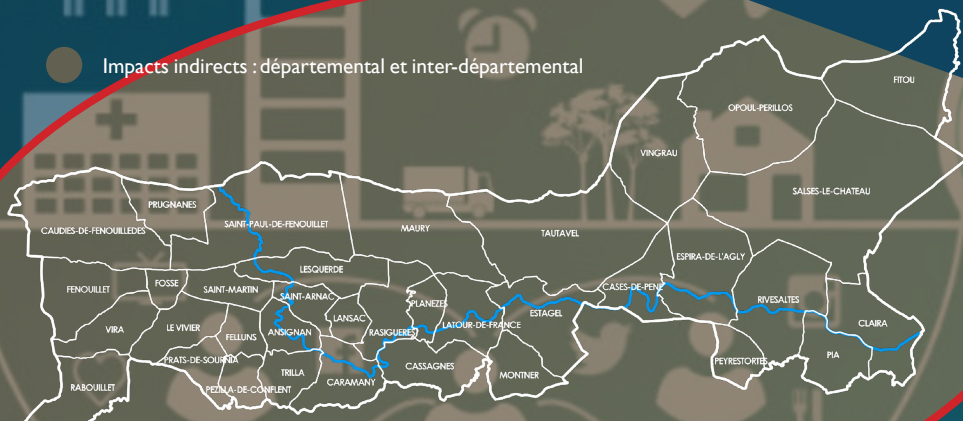 Impacts indirects : départemental et inter-départemental
FITOU
OPOUL-PERILLOS
VINGRAU
SALSES-LE-CHATEAU
PRUGNANES
CAUDIES-DE-FENOUILLEDES
SAINT-PAUL-DE-FENOUILLET
MAURY
TAUTAVEL
ESPIRA-DE-L'AGLY
LESQUERDE
FENOUILLET
FOSSE
SAINT-MARTIN
SAINT-ARNAC
CASES-DE-PENE
RIVESALTES
PLANEZES
ESTAGEL
LANSAC
LATOUR-DE-FRANCE
CLAIRA
VIRA
LE VIVIER
FELLUNS
ANSIGNAN
RASIGUERES
PRATS-DE-SOURNIA
CASSAGNES
PEYRESTORTES
PIA
TRILLA
CARAMANY
MONTNER
RABOUILLET
PEZILLA-DE-CONFLENT